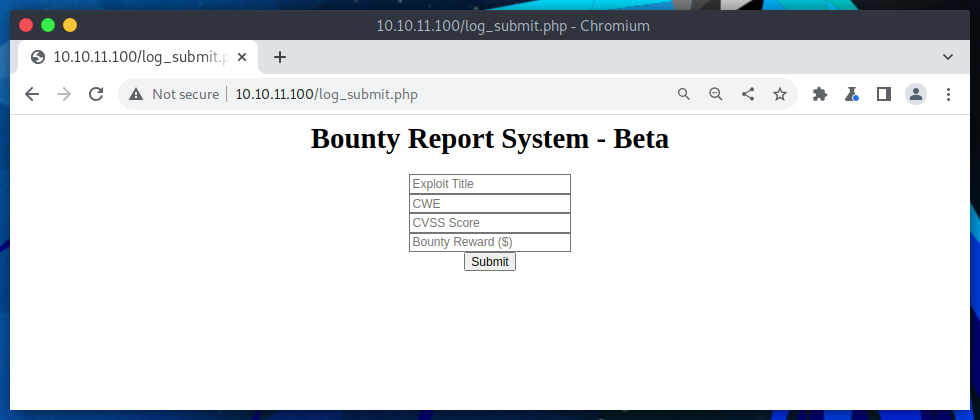 10.10.11.100/log_submit.php - Chromium
10.10.11.100/log_submit.p
Not secure 10.10.11.100/log_submit.php
Bounty Report System - Beta
Exploit Title
CWE
CVSS Score
Bounty Reward ($)
Submit